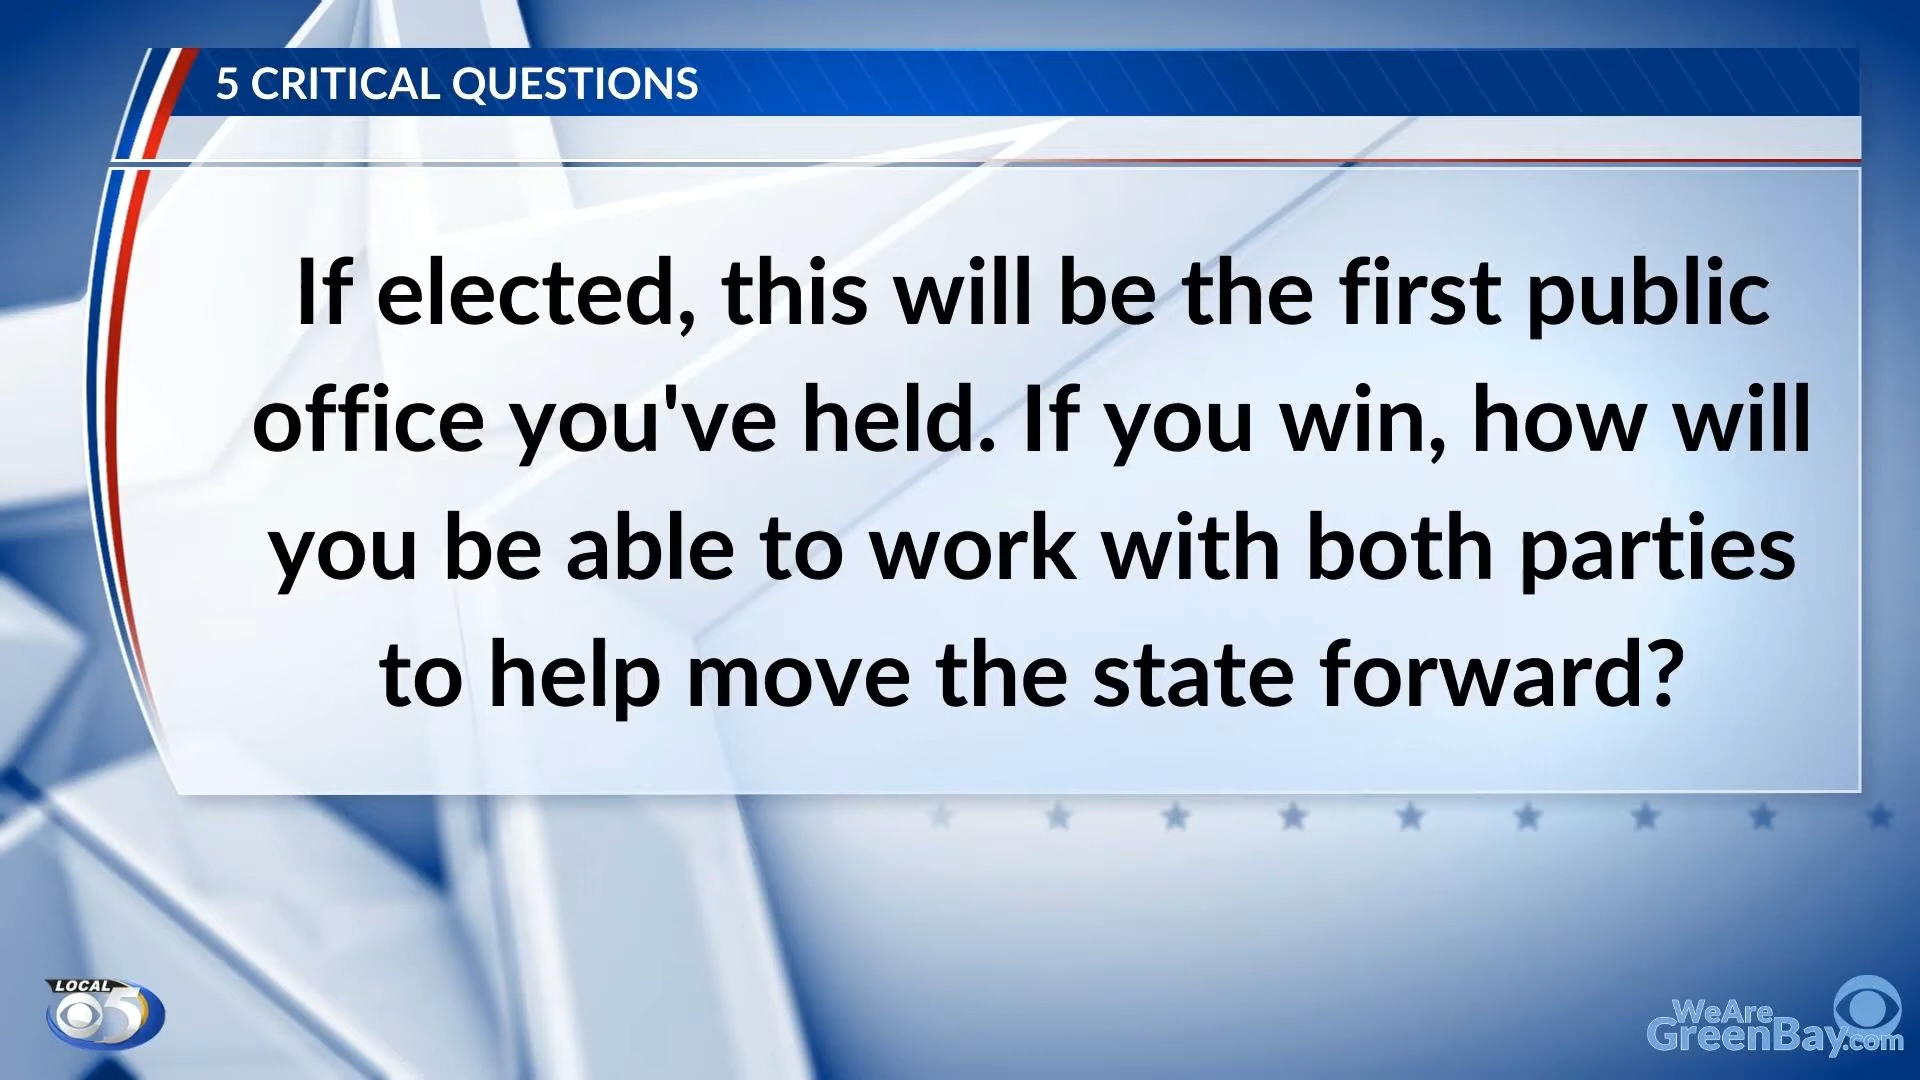 5 CRITICAL QUESTIONS
If elected, this will be the first public
office you've held. If you win, how will
you be able to work with both parties
to help move the state forward?
LOCAL
5
WeAre
GreenBay.com